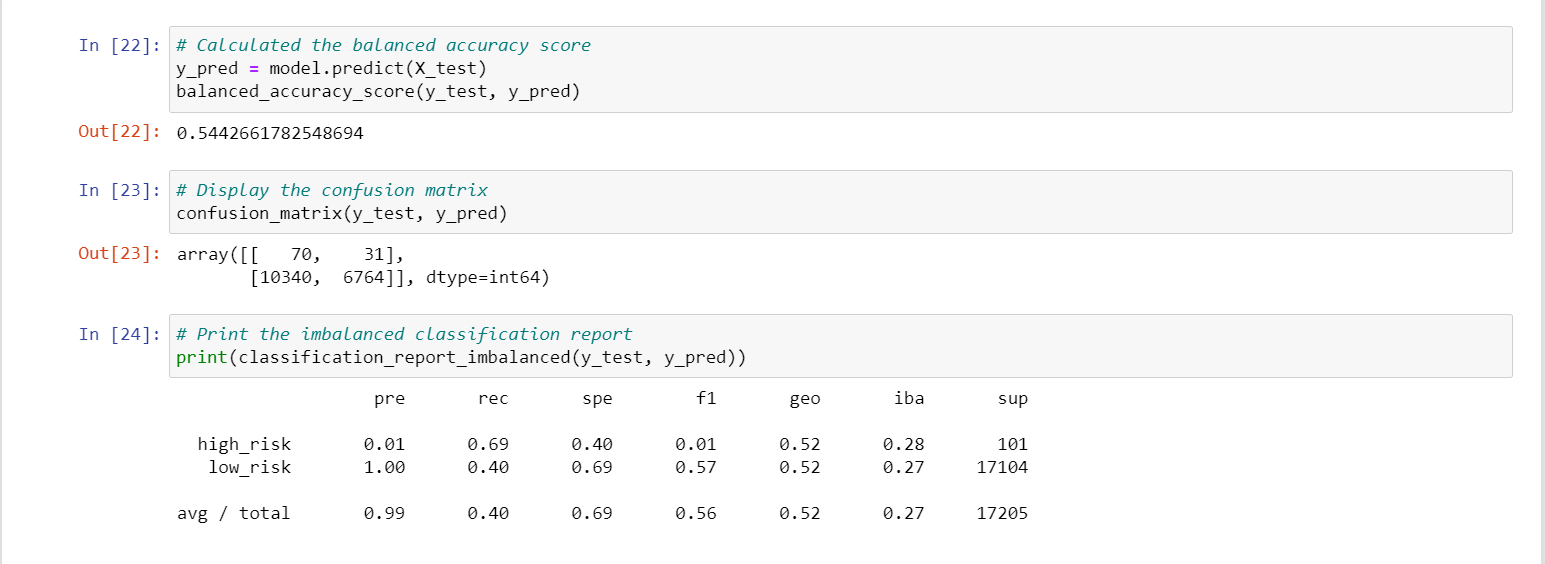 In [22]: # Calculated the balanced accuracy score
y_pred = model.predict(X_test)
balanced_accuracy_score(y_test, y_pred)
Out[22]: 0.5442661782548694
In [23]: # Display the confusion matrix
confusion_matrix(y_test, y_pred)
Out[23]: array([[   70,    31],
       [10340,  6764]], dtype=int64)
In [24]: # Print the imbalanced classification report
print(classification_report_imbalanced(y_test, y_pred))
pre rec spe f1 geo iba sup
high_risk 0.01 0.69 0.40 0.01 0.52 0.28 101
low_risk 1.00 0.40 0.69 0.57 0.52 0.27 17104
avg / total 0.99 0.40 0.69 0.56 0.52 0.27 17205